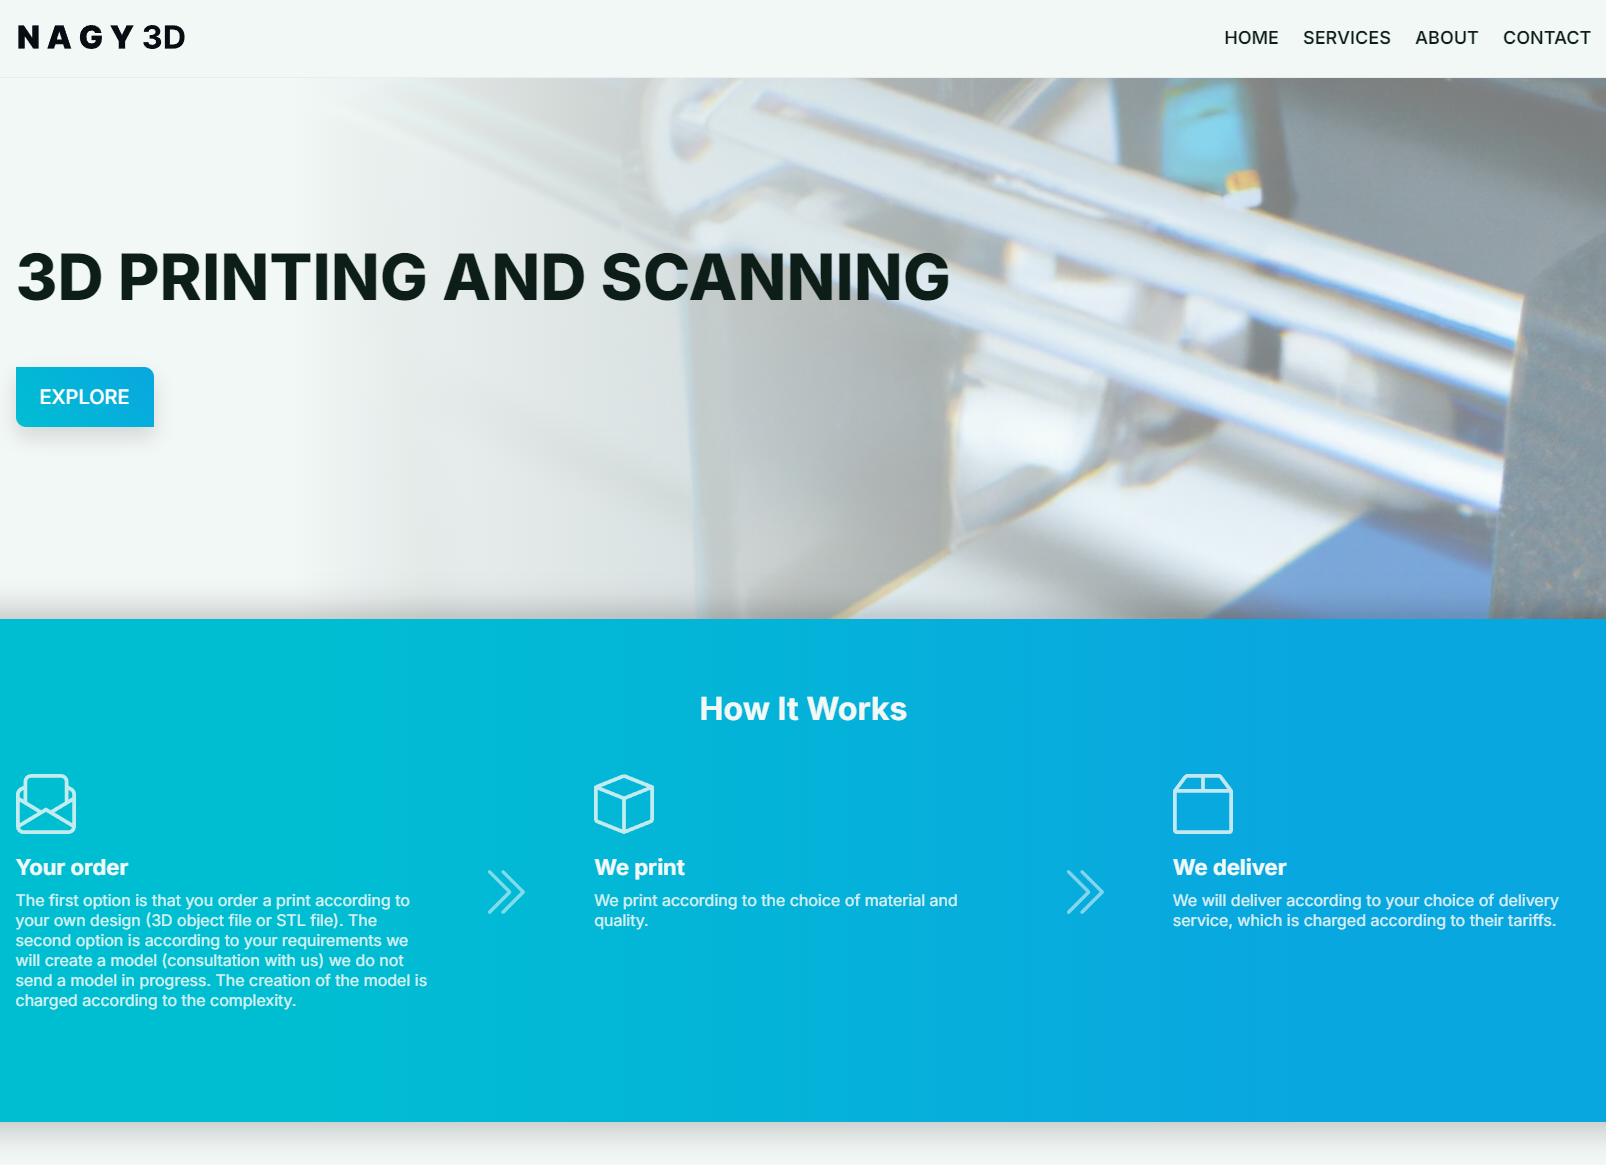 NAGY 3D
HOME SERVICES ABOUT CONTACT
3D PRINTING AND SCANNING
EXPLORE
How It Works
Your order
The first option is that you order a print according to
your own design (3D object file or STL file). The
second option is according to your requirements we
will create a model (consultation with us) we do not
send a model in progress. The creation of the model is
charged according to the complexity.
We print
We print according to the choice of material and
quality.
We deliver
We will deliver according to your choice of delivery
service, which is charged according to their tariffs.